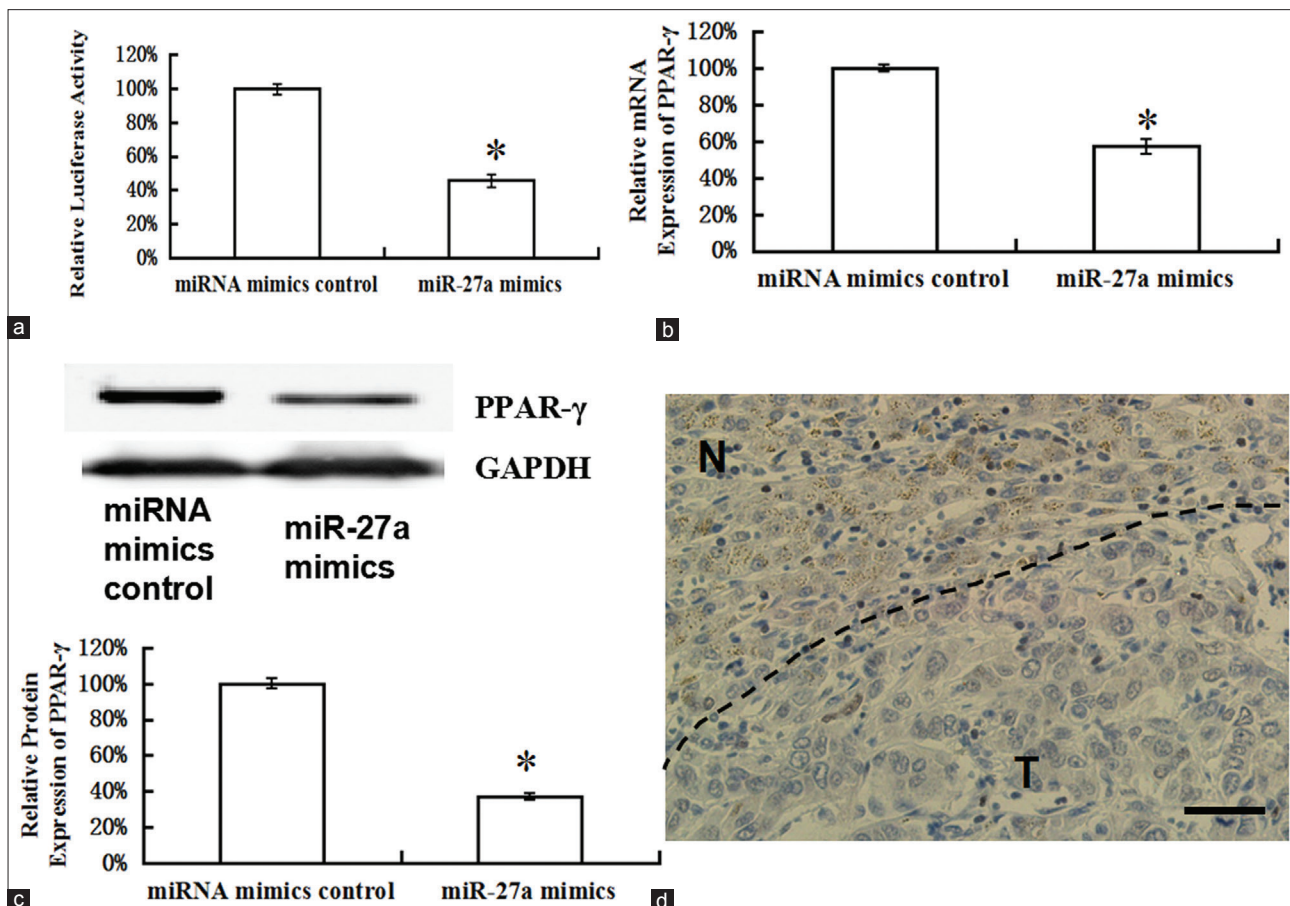 Relative Luciferase Activity
120%
100%
80%
60%
40%
20%
0%
*
miRNA mimics control
miR-27a mimics
a
Relative mRNA
Expression of PPAR-γ
120%
100%
80%
60%
40%
20%
0%
*
miRNA mimics control
miR-27a mimics
b
PPAR-γ
GAPDH
miRNA
mimics
control
miR-27a
mimics
Relative Protein
Expression of PPAR-γ
120%
100%
80%
60%
40%
20%
0%
*
miRNA mimics control
miR-27a mimics
c
N
T
d